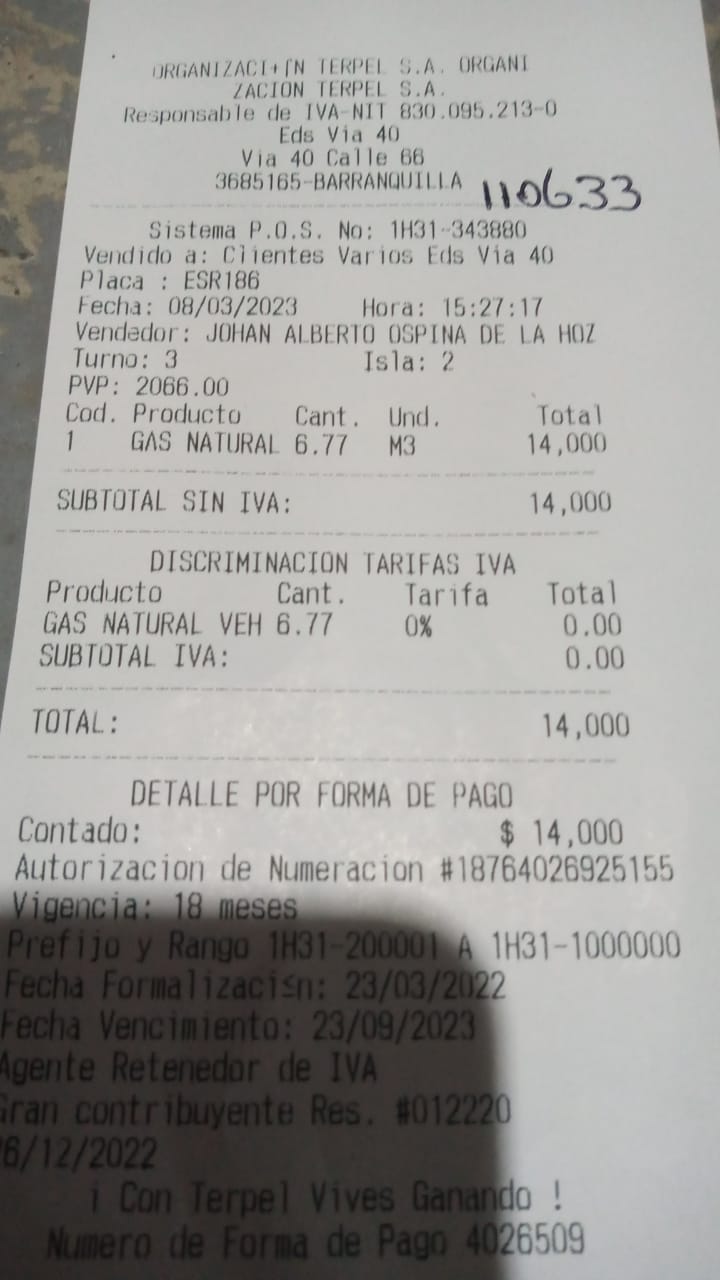 ORGANIZACI+⌠N TERPEL S.A. ORGANI
ZACION TERPEL S.A.
Responsable de IVA-NIT 830.095.213-0
Eds Via 40
Via 40 Calle 66
3685165-BARRANQUILLA 110633
Sistema P.O.S. No: 1H31-343880
Vendido a: Clientes Varios Eds Via 40
Placa : ESR186
Fecha: 08/03/2023 Hora: 15:27:17
Vendedor: JOHAN ALBERTO OSPINA DE LA HOZ
Turno: 3 Isla: 2
PVP: 2066.00
Cod. Producto Cant. Und. Total
1 GAS NATURAL 6.77 M3 14,000
SUBTOTAL SIN IVA: 14,000
DISCRIMINACION TARIFAS IVA
Producto Cant. Tarifa Total
GAS NATURAL VEH 6.77 0% 0.00
SUBTOTAL IVA: 0.00
TOTAL: 14,000
DETALLE POR FORMA DE PAGO
Contado: $ 14,000
Autorizacion de Numeracion #18764026925155
Vigencia: 18 meses
Prefijo y Rango 1H31-200001 A 1H31-1000000
Fecha Formalizaci≤n: 23/03/2022
Fecha Vencimiento: 23/09/2023
Agente Retenedor de IVA
Gran contribuyente Res. #012220
6/12/2022
¡ Con Terpel Vives Ganando !
Numero de Forma de Pago 4026509